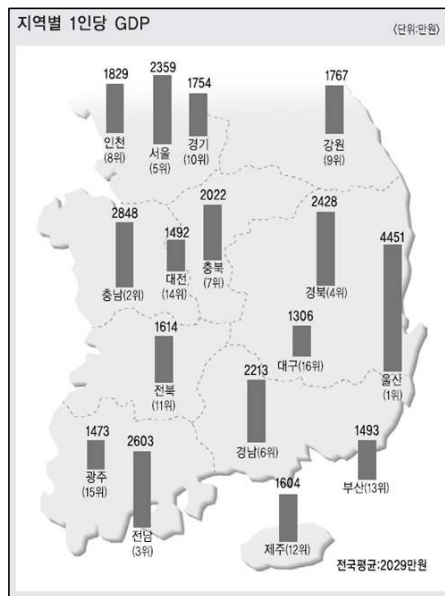 지역별 1인당 GDP
〈단위:만원〉
1829
인천
(8위)
2359
서울
(5위)
1754
경기
(10위)
1767
강원
(9위)
2848
충남(2위)
1492
대전
(14위)
2022
충북
(7위)
2428
경북(4위)
4451
울산
(1위)
1614
전북
(11위)
1306
대구(16위)
2213
경남(6위)
1473
광주
(15위)
2603
전남
(3위)
1604
제주(12위)
1493
부산(13위)
전국평균:2029만원